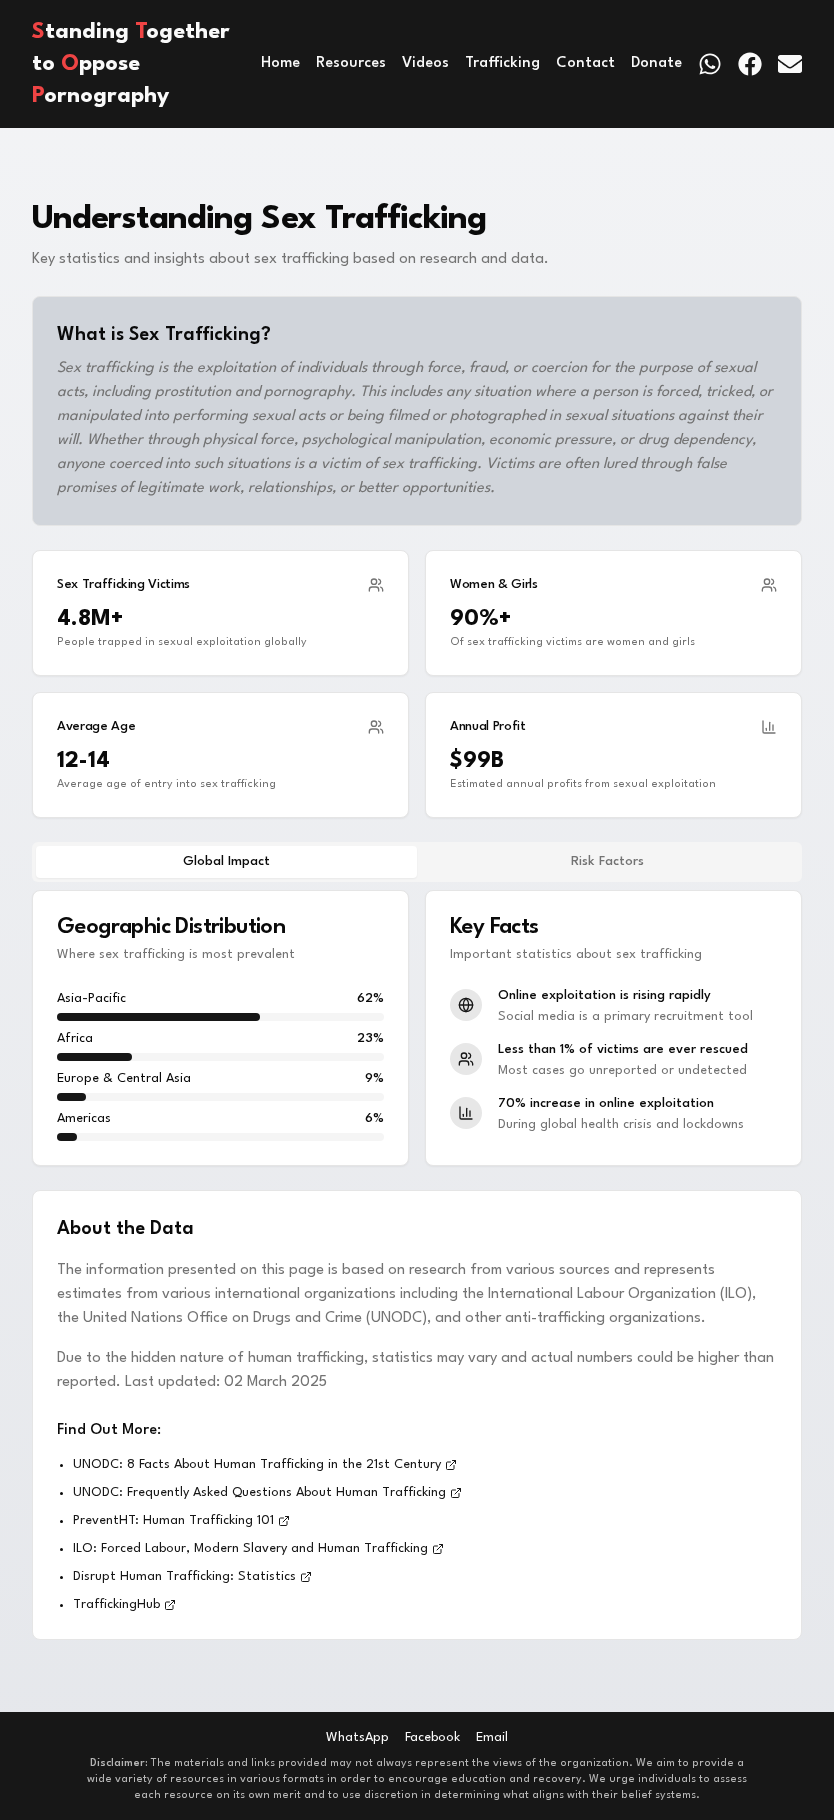 Standing Together
to Oppose
Pornography
Home Resources Videos Trafficking Contact Donate
Understanding Sex Trafficking
Key statistics and insights about sex trafficking based on research and data.
What is Sex Trafficking?
Sex trafficking is the exploitation of individuals through force, fraud, or coercion for the purpose of sexual
acts, including prostitution and pornography. This includes any situation where a person is forced, tricked, or
manipulated into performing sexual acts or being filmed or photographed in sexual situations against their
will. Whether through physical force, psychological manipulation, economic pressure, or drug dependency,
anyone coerced into such situations is a victim of sex trafficking. Victims are often lured through false
promises of legitimate work, relationships, or better opportunities.
Sex Trafficking Victims
4.8M+
People trapped in sexual exploitation globally
Women & Girls
90%+
Of sex trafficking victims are women and girls
Average Age
12-14
Average age of entry into sex trafficking
Annual Profit
$99B
Estimated annual profits from sexual exploitation
Global Impact
Risk Factors
Geographic Distribution
Where sex trafficking is most prevalent
Asia-Pacific 62%
Africa 23%
Europe & Central Asia 9%
Americas 6%
Key Facts
Important statistics about sex trafficking
Online exploitation is rising rapidly
Social media is a primary recruitment tool
Less than 1% of victims are ever rescued
Most cases go unreported or undetected
70% increase in online exploitation
During global health crisis and lockdowns
About the Data
The information presented on this page is based on research from various sources and represents
estimates from various international organizations including the International Labour Organization (ILO),
the United Nations Office on Drugs and Crime (UNODC), and other anti-trafficking organizations.
Due to the hidden nature of human trafficking, statistics may vary and actual numbers could be higher than
reported. Last updated: 02 March 2025
Find Out More:
• UNODC: 8 Facts About Human Trafficking in the 21st Century
• UNODC: Frequently Asked Questions About Human Trafficking
• PreventHT: Human Trafficking 101
• ILO: Forced Labour, Modern Slavery and Human Trafficking
• Disrupt Human Trafficking: Statistics
• TraffickingHub
WhatsApp Facebook Email
Disclaimer: The materials and links provided may not always represent the views of the organization. We aim to provide a
wide variety of resources in various formats in order to encourage education and recovery. We urge individuals to assess
each resource on its own merit and to use discretion in determining what aligns with their belief systems.